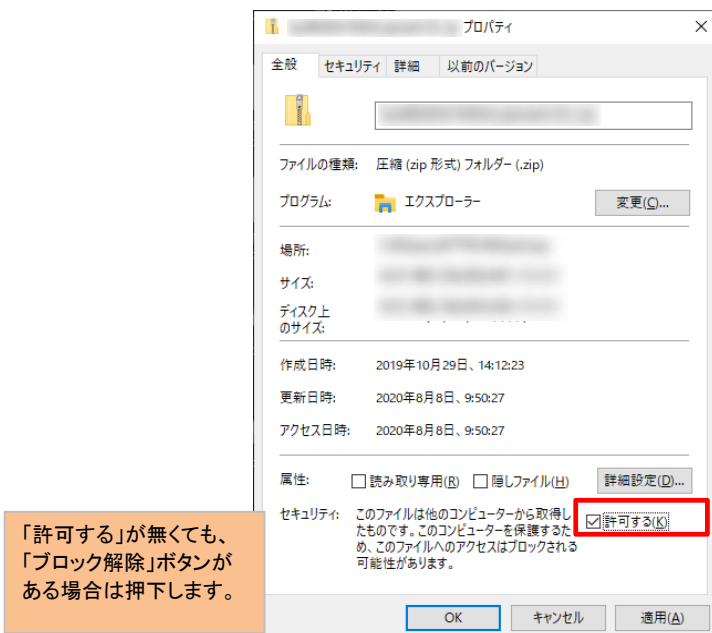 プロパティ
全般 セキュリティ 詳細 以前のバージョン
ファイルの種類: 圧縮 (zip 形式) フォルダー (.zip)
プログラム: エクスプローラー 変更(C)...
場所:
サイズ:
ディスク上
のサイズ:
作成日時: 2019年10月29日、14:12:23
更新日時: 2020年8月8日、9:50:27
アクセス日時: 2020年8月8日、9:50:27
属性: 読み取り専用(R) 隠しファイル(H) 詳細設定(D)...
セキュリティ: このファイルは他のコンピューターから取得し
たものです。このコンピューターを保護するた
め、このファイルへのアクセスはブロックされる
可能性があります。
許可する(K)
「許可する」が無くても、
「ブロック解除」ボタンが
ある場合は押下します。
OK キャンセル 適用(A)